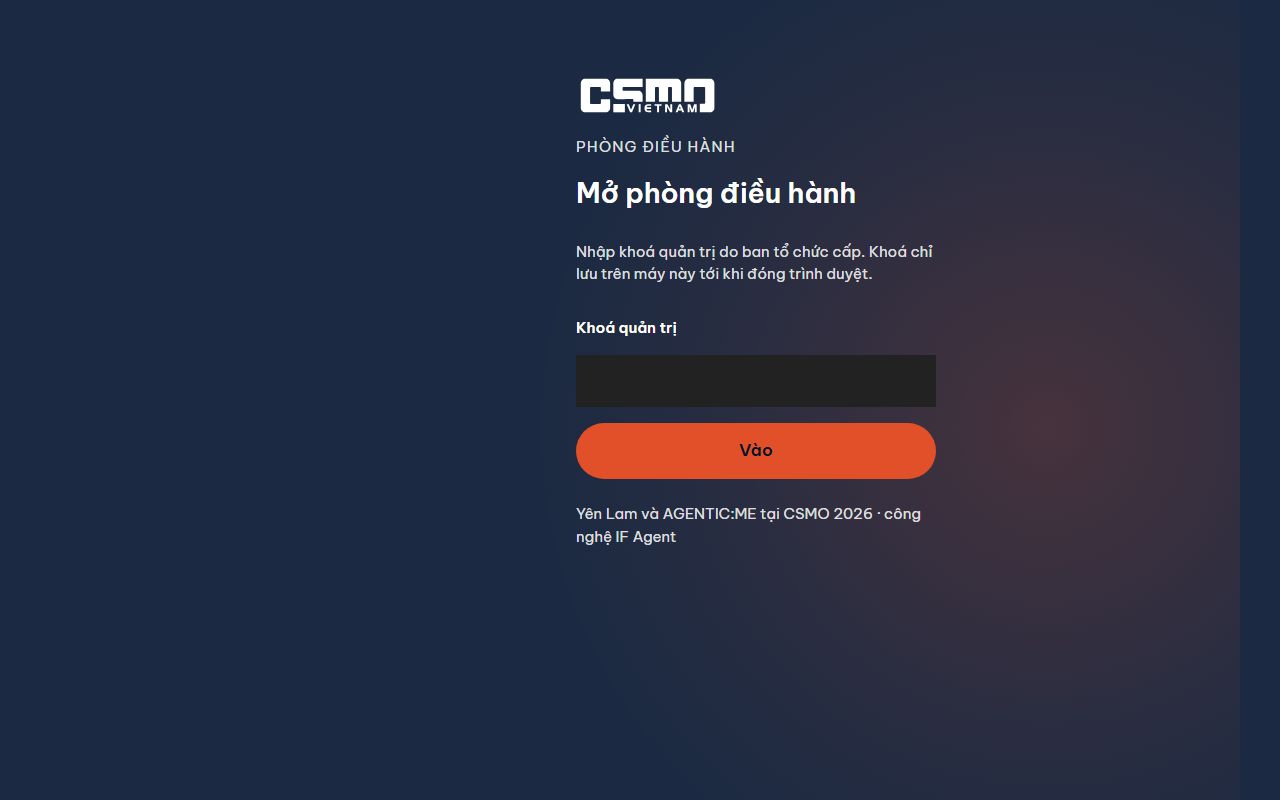 CSMO
VIETNAM
PHÒNG ĐIỀU HÀNH
Mở phòng điều hành
Nhập khoá quản trị do ban tổ chức cấp. Khoá chỉ
lưu trên máy này tới khi đóng trình duyệt.
Khoá quản trị
Vào
Yên Lam và AGENTIC:ME tại CSMO 2026 · công
nghệ IF Agent